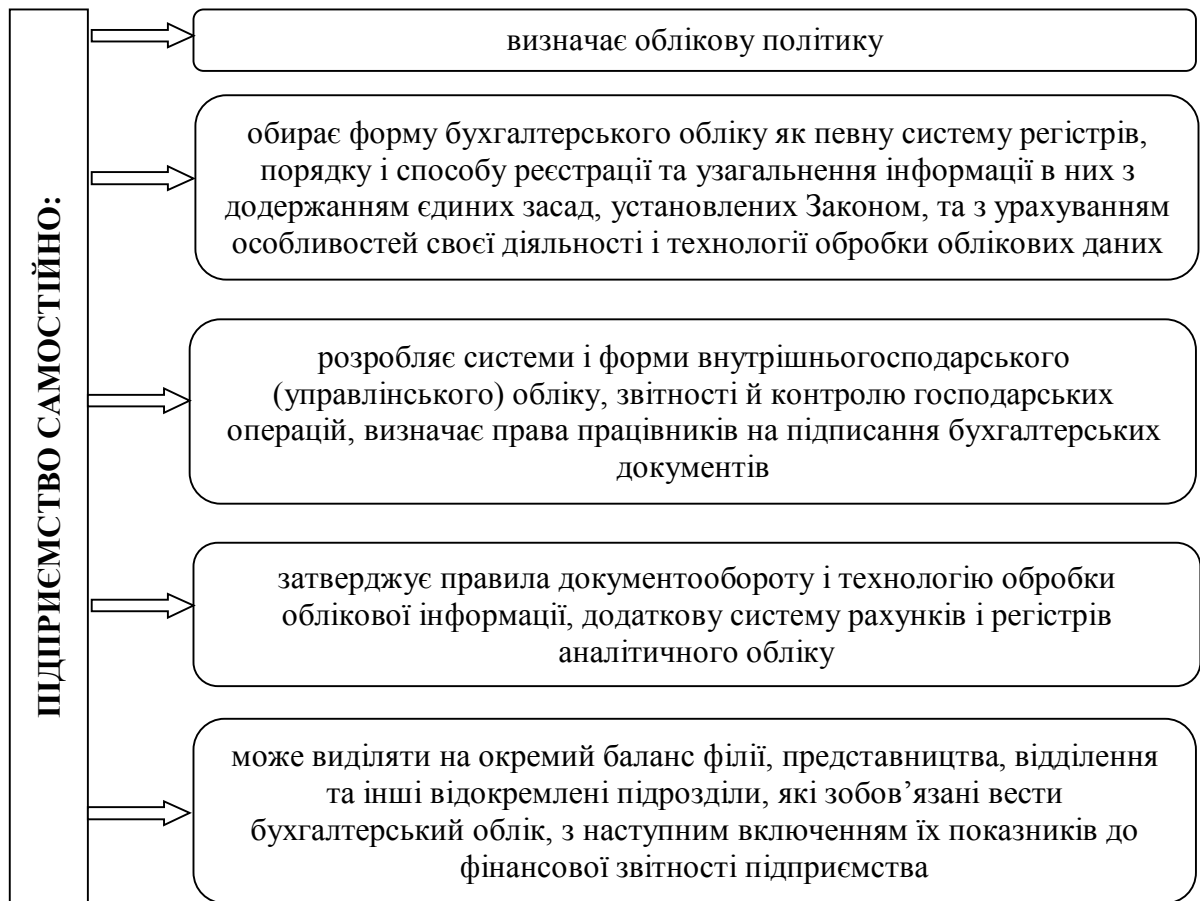 ПІДПРИЄМСТВО САМОСТІЙНО:
визначає облікову політику
обирає форму бухгалтерського обліку як певну систему регістрів,
порядку і способу реєстрації та узагальнення інформації в них з
додержанням єдиних засад, установлених Законом, та з урахуванням
особливостей своєї діяльності і технології обробки облікових даних
розробляє системи і форми внутрішньогосподарського
(управлінського) обліку, звітності й контролю господарських
операцій, визначає права працівників на підписання бухгалтерських
документів
затверджує правила документообороту і технологію обробки
облікової інформації, додаткову систему рахунків і регістрів
аналітичного обліку
може виділяти на окремий баланс філії, представництва, відділення
та інші відокремлені підрозділи, які зобов’язані вести
бухгалтерський облік, з наступним включенням їх показників до
фінансової звітності підприємства